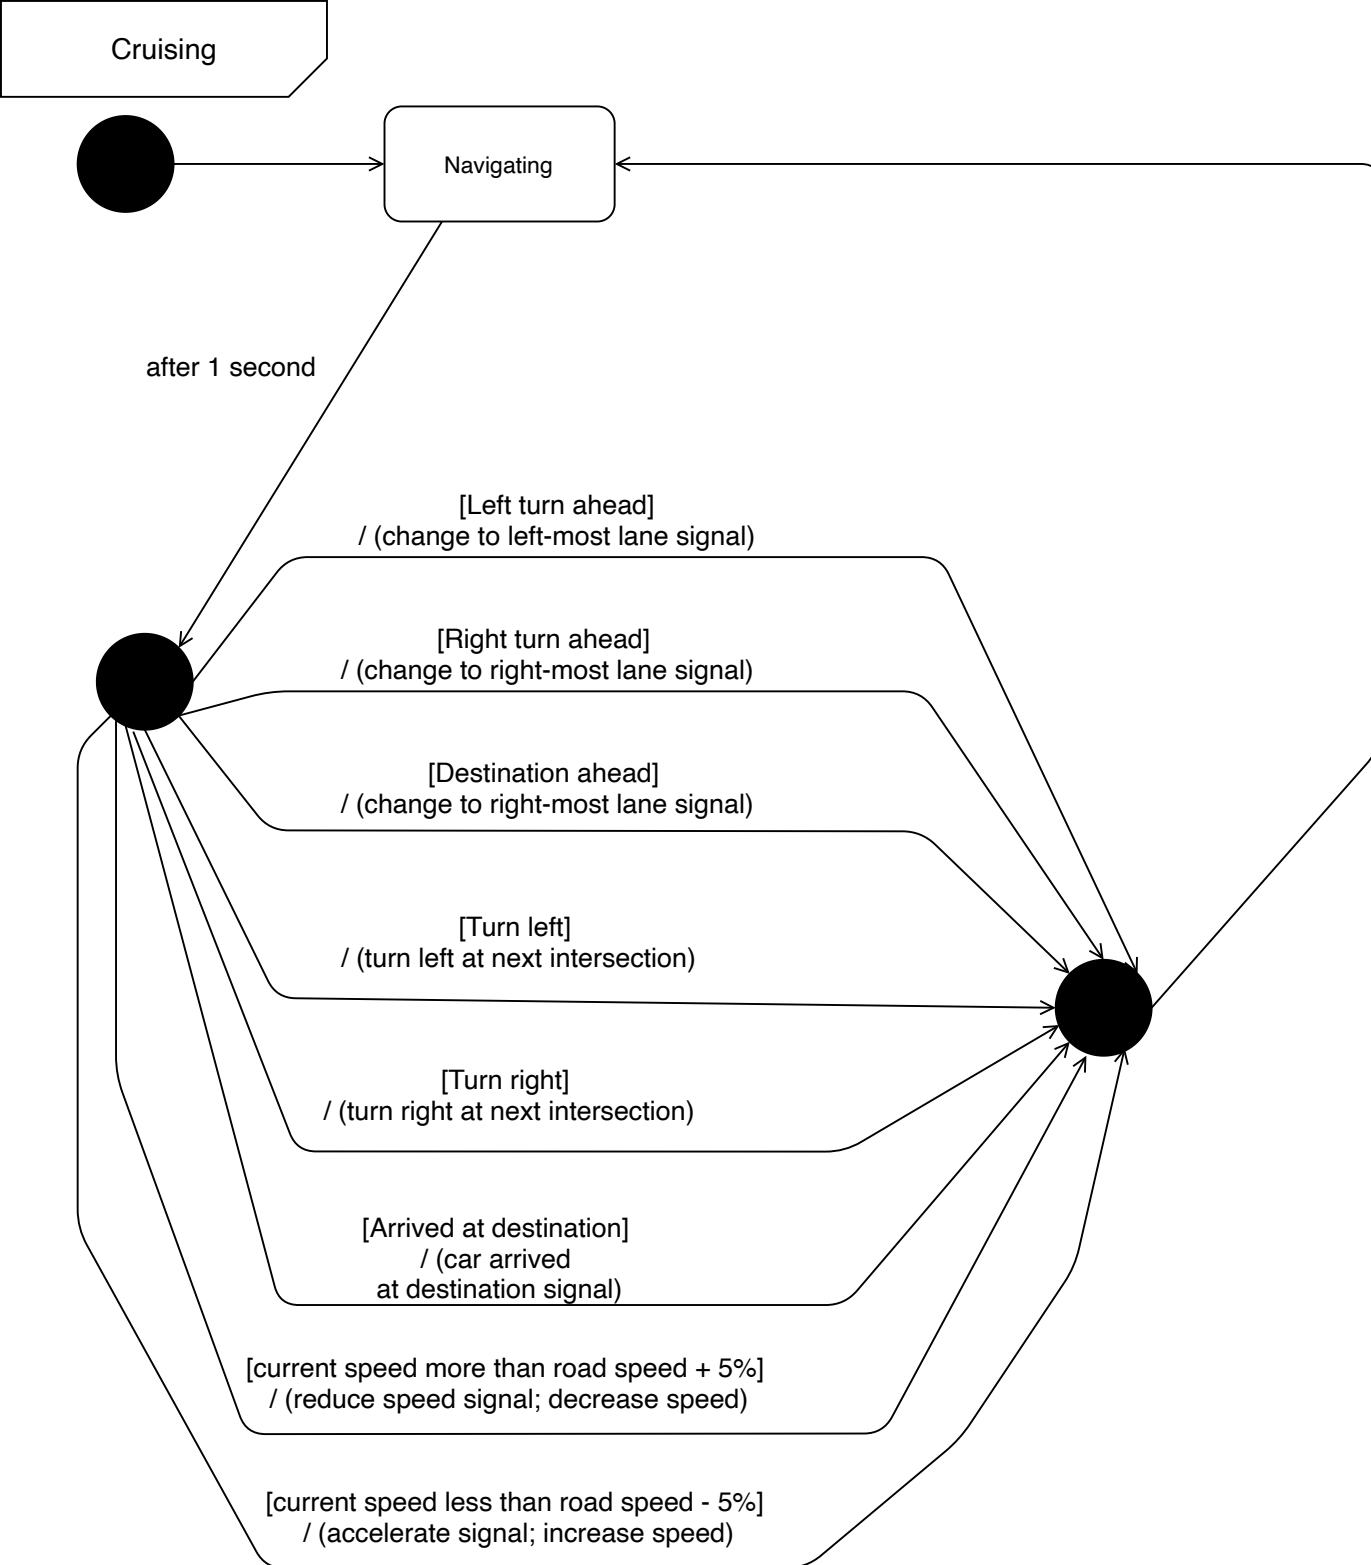 Cruising
Navigating
after 1 second
[Left turn ahead]
/ (change to left-most lane signal)
[Right turn ahead]
/ (change to right-most lane signal)
[Destination ahead]
/ (change to right-most lane signal)
[Turn left]
/ (turn left at next intersection)
[Turn right]
/ (turn right at next intersection)
[Arrived at destination]
/ (car arrived
at destination signal)
[current speed more than road speed + 5%]
/ (reduce speed signal; decrease speed)
[current speed less than road speed - 5%]
/ (accelerate signal; increase speed)